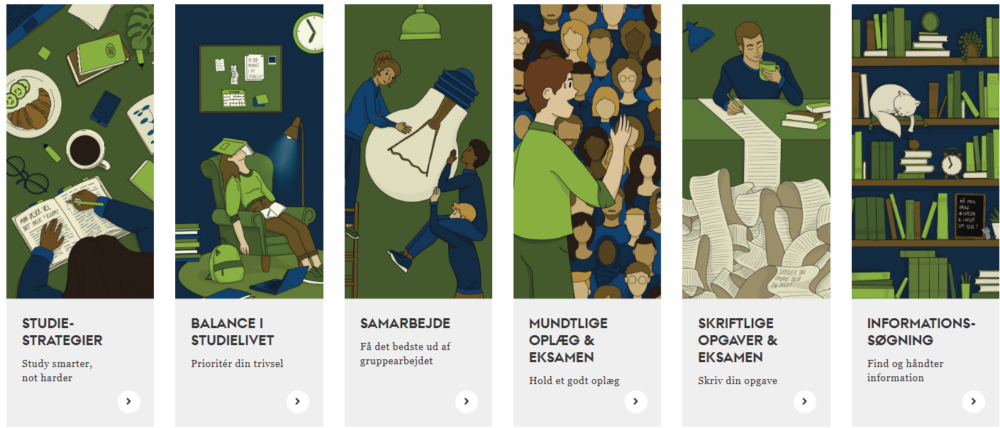 MAN LÆSER VEL
DET HELE? ELLER?
ER DER
BALANCE
I DIT
STUDIELIV?
SKRIVER DIN
OPGAVE OGSÅ
SIG SELV?
MÅ MAN
BRUGE
WIKIPEDIA
& CHATGPT
SOM KILDE?
STUDIE-
STRATEGIER
Study smarter,
not harder
BALANCE I
STUDIELIVET
Prioritér din trivsel
SAMARBEJDE
Få det bedste ud af
gruppearbejdet
MUNDTLIGE
OPLÆG &
EKSAMEN
Hold et godt oplæg
SKRIFTLIGE
OPGAVER &
EKSAMEN
Skriv din opgave
INFORMATIONS-
SØGNING
Find og håndter
information